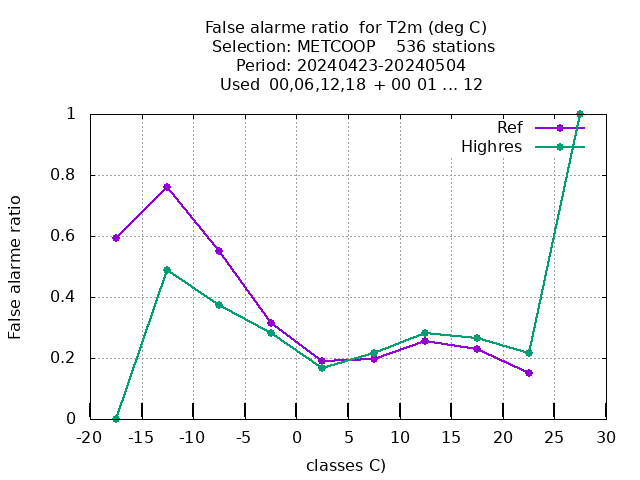 False alarme ratio for T2m (deg C)
Selection: METCOOP 536 stations
Period: 20240423-20240504
Used 00,06,12,18 + 00 01 ... 12
Ref
Highres
1
0.8
0.6
0.4
0.2
0
False alarme ratio
-20 -15 -10 -5 0 5 10 15 20 25 30
classes C)